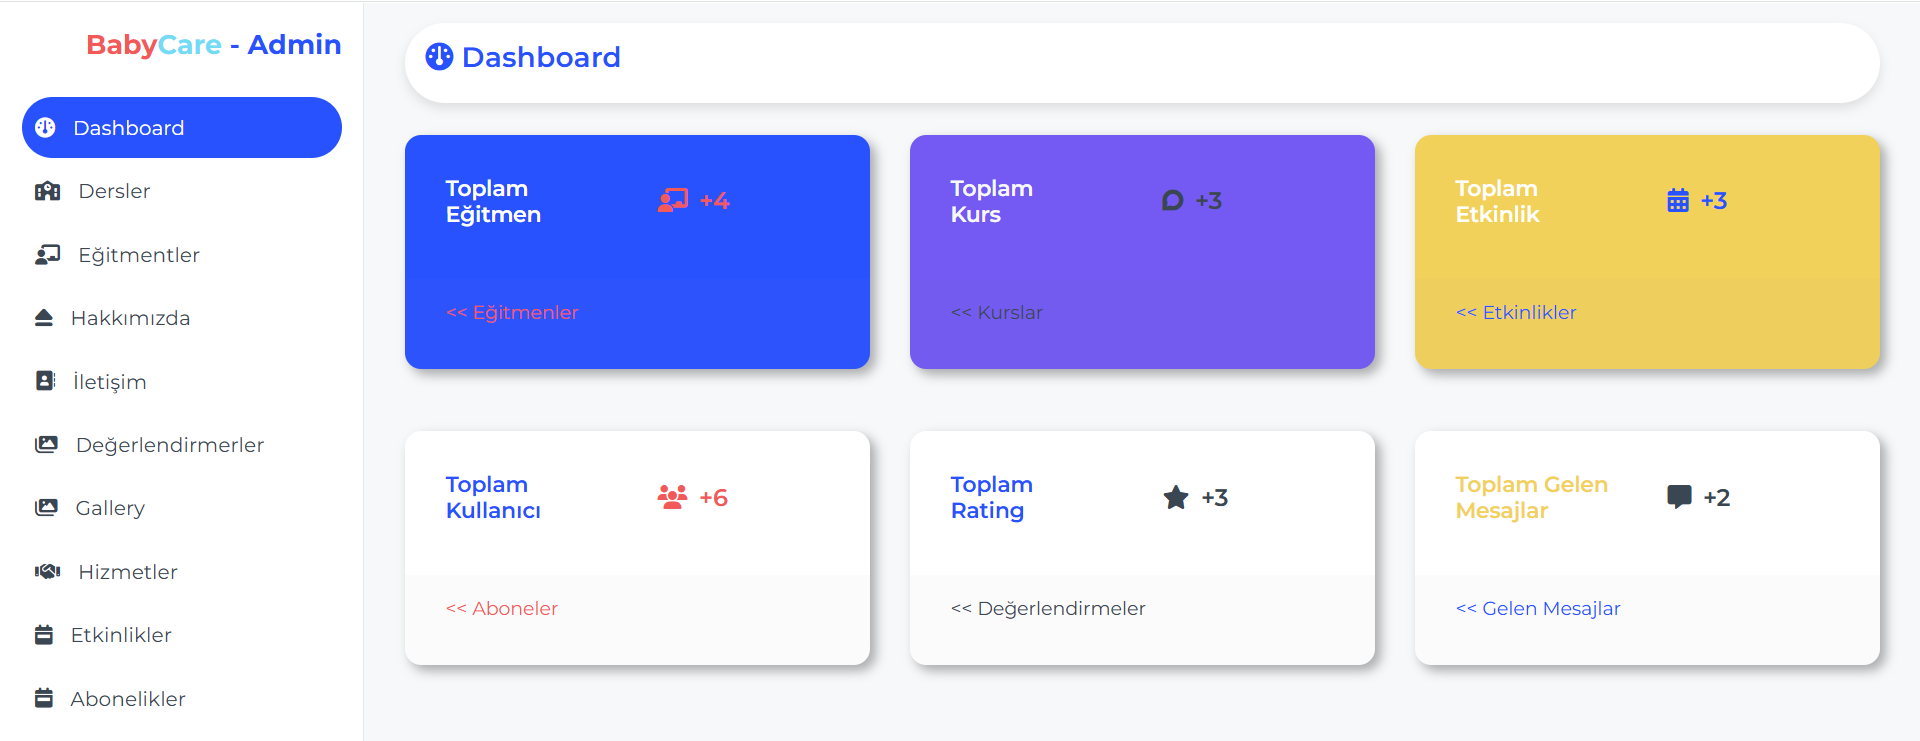 BabyCare - Admin
Dashboard
Dersler
Eğitmentler
Hakkımızda
İletişim
Değerlendirmerler
Gallery
Hizmetler
Etkinlikler
Abonelikler
Dashboard
Toplam
Eğitmen
+4
<< Eğitmenler
Toplam
Kurs
+3
<< Kurslar
Toplam
Etkinlik
+3
<< Etkinlikler
Toplam
Kullanıcı
+6
<< Aboneler
Toplam
Rating
+3
<< Değerlendirmeler
Toplam Gelen
Mesajlar
+2
<< Gelen Mesajlar